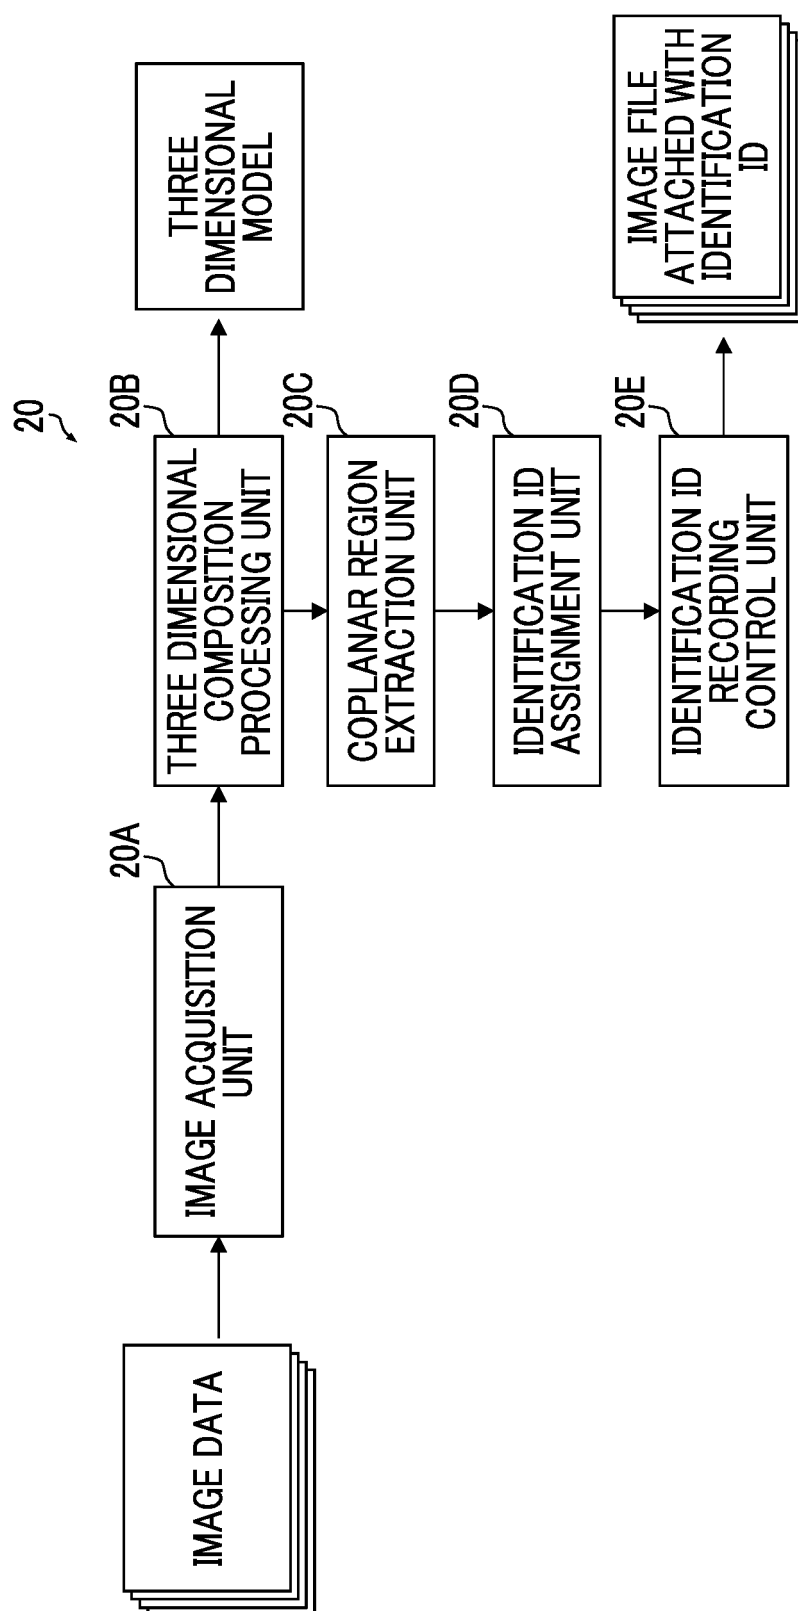 20
IMAGE DATA
20A
IMAGE ACQUISITION
UNIT
20B
THREE DIMENSIONAL
COMPOSITION
PROCESSING UNIT
THREE
DIMENSIONAL
MODEL
20C
COPLANAR REGION
EXTRACTION UNIT
20D
IDENTIFICATION ID
ASSIGNMENT UNIT
20E
IDENTIFICATION ID
RECORDING
CONTROL UNIT
IMAGE FILE
ATTACHED WITH
IDENTIFICATION
ID